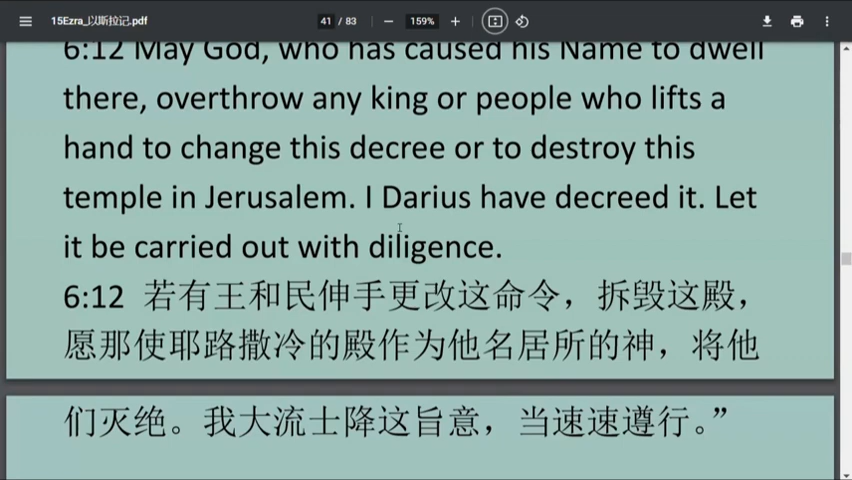 15Ezra_以斯拉记.pdf
41 / 83
159%
6:12 May God, who has caused his Name to dwell
there, overthrow any king or people who lifts a
hand to change this decree or to destroy this
temple in Jerusalem. I Darius have decreed it. Let
it be carried out with diligence.
6:12 若有王和民伸手更改这命令，拆毁这殿，
愿那使耶路撒冷的殿作为他名居所的神，将他
们灭绝。我大流士降这旨意，当速速遵行。”